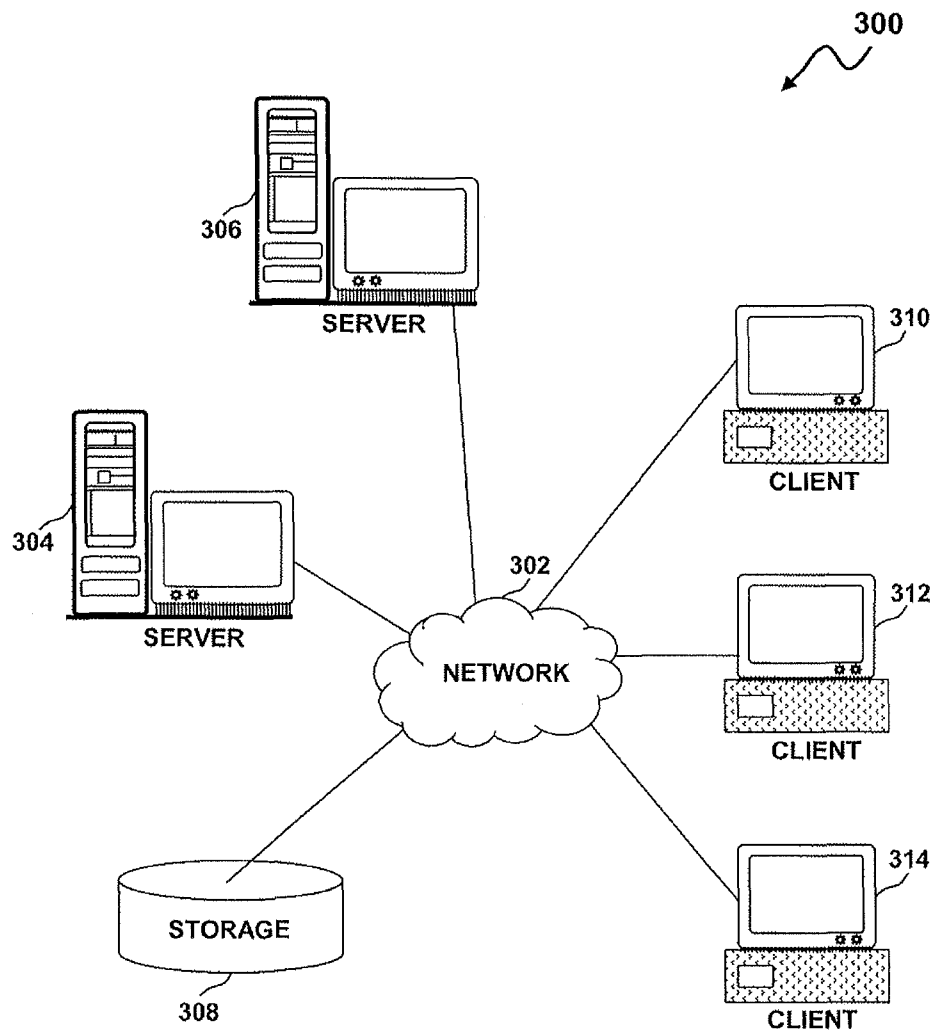 300
306
SERVER
310
CLIENT
304
SERVER
302
NETWORK
312
CLIENT
STORAGE
308
314
CLIENT